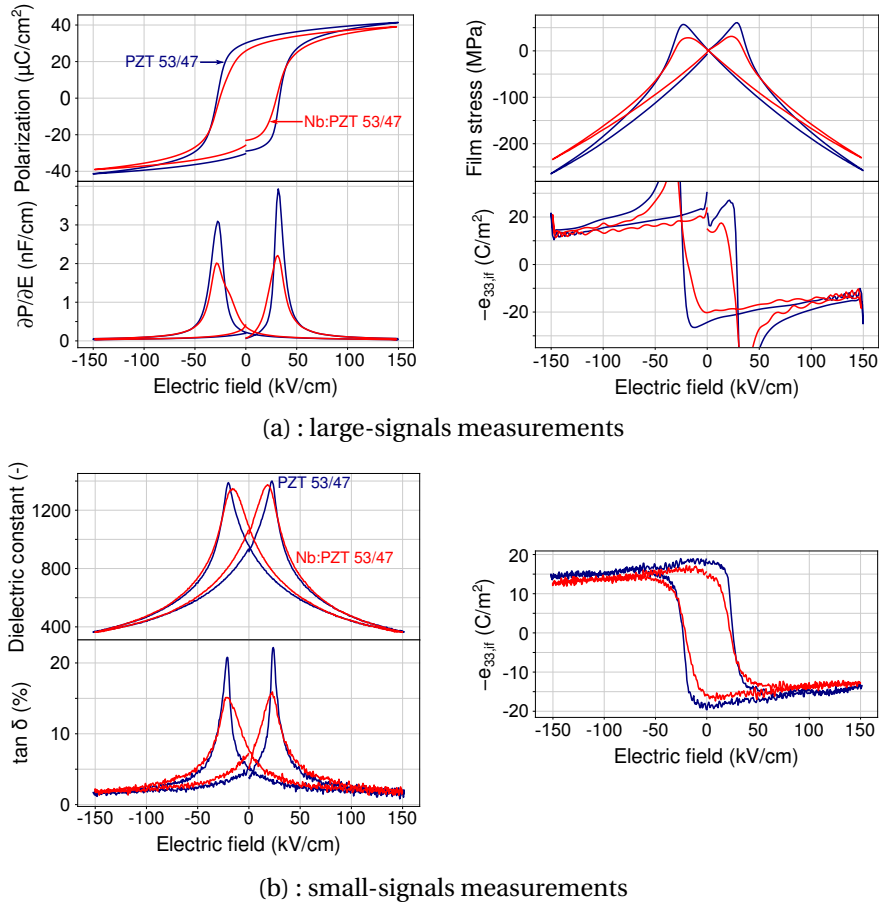 Polarization (µC/cm²)
40
20
0
-20
-40
PZT 53/47
Nb:PZT 53/47
∂P/∂E (nF/cm)
3
2
1
0
-150 -100 -50 0 50 100 150
Electric field (kV/cm)
Film stress (MPa)
0
-100
-200
−e33,if (C/m²)
20
0
-20
-150 -100 -50 0 50 100 150
Electric field (kV/cm)
(a) : large-signals measurements
Dielectric constant (-)
1200
800
400
PZT 53/47
Nb:PZT 53/47
tan δ (%)
20
10
0
-150 -100 -50 0 50 100 150
Electric field (kV/cm)
−e33,if (C/m²)
20
10
0
-10
-20
-150 -100 -50 0 50 100 150
Electric field (kV/cm)
(b) : small-signals measurements